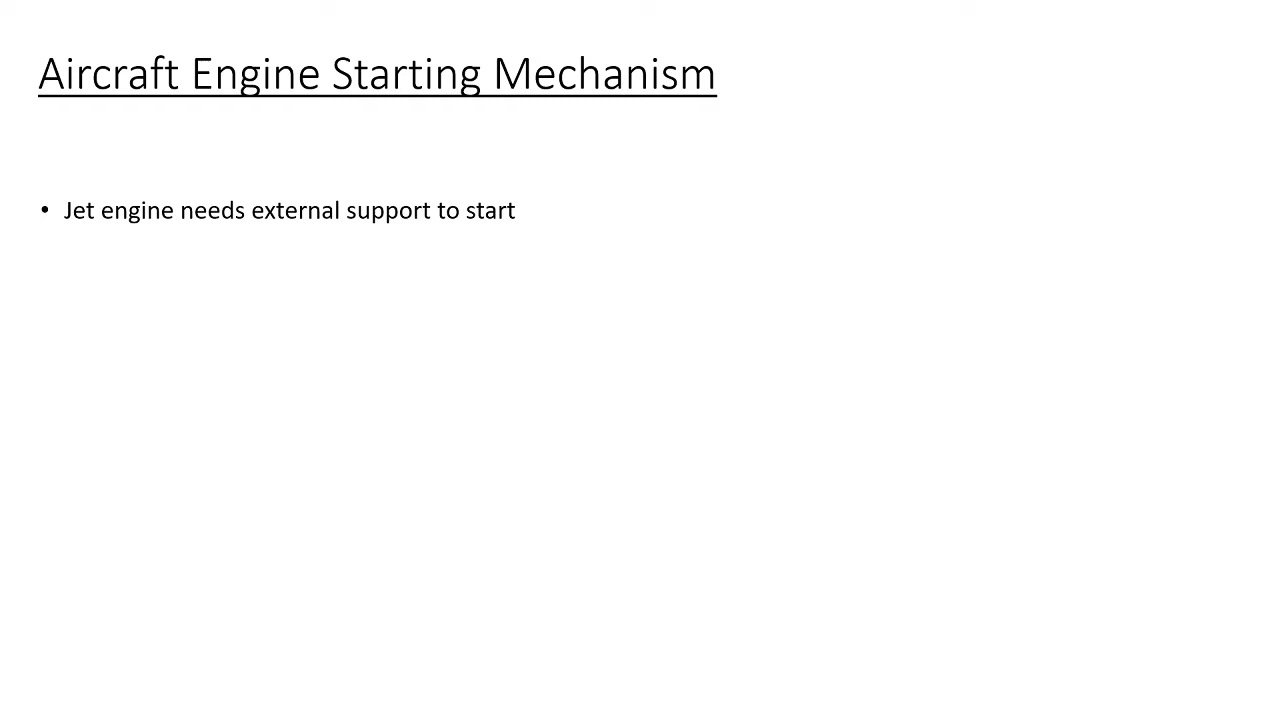 Aircraft Engine Starting Mechanism
• Jet engine needs external support to start